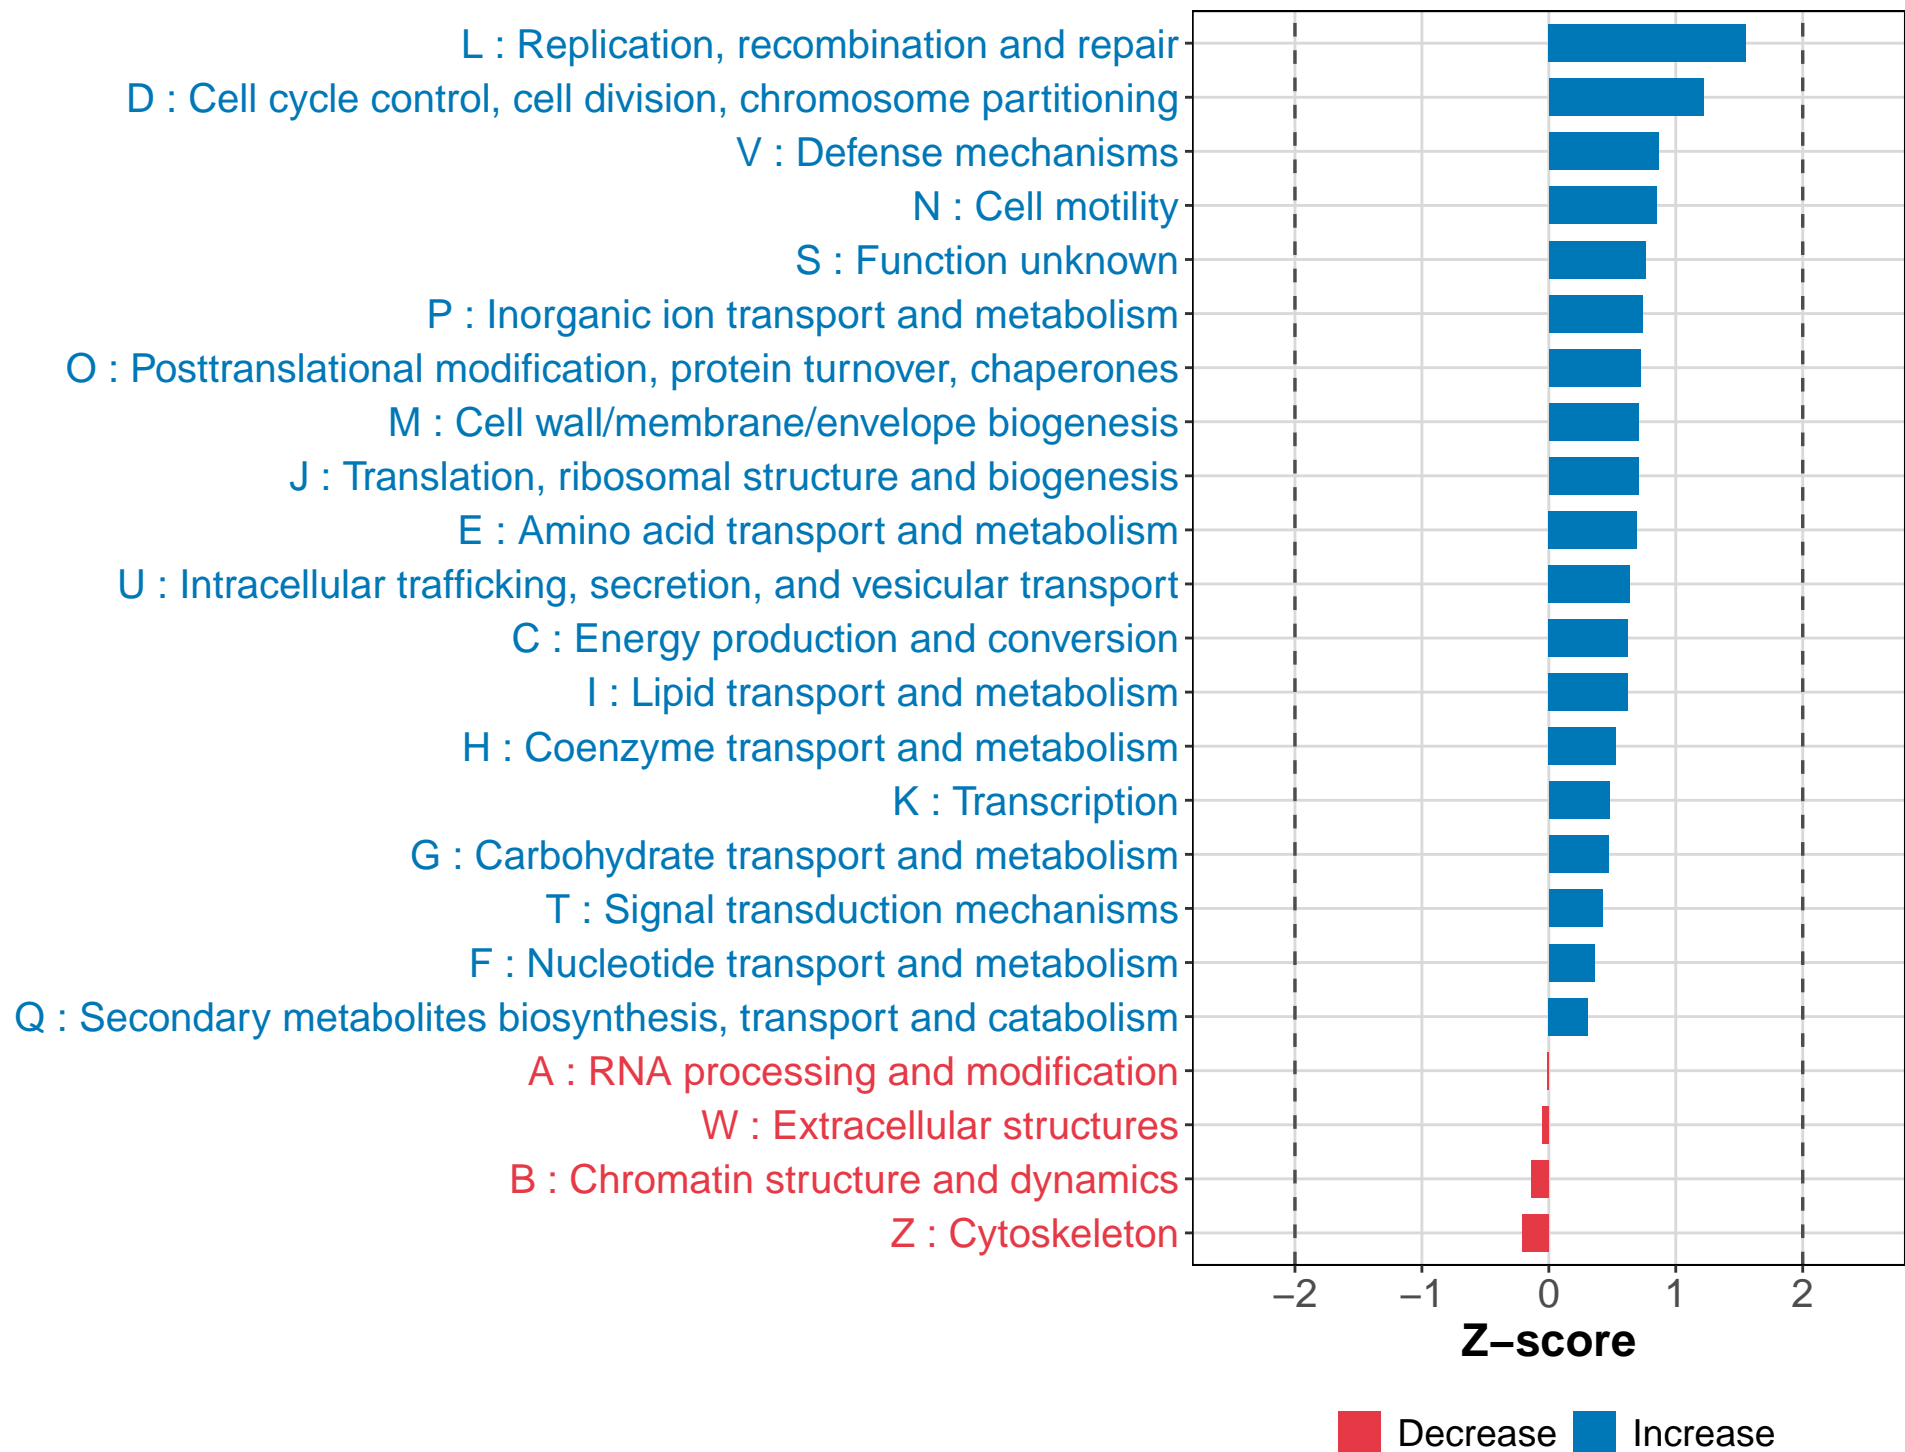 L : Replication, recombination and repair
D : Cell cycle control, cell division, chromosome partitioning
V : Defense mechanisms
N : Cell motility
S : Function unknown
P : Inorganic ion transport and metabolism
O : Posttranslational modification, protein turnover, chaperones
M : Cell wall/membrane/envelope biogenesis
J : Translation, ribosomal structure and biogenesis
E : Amino acid transport and metabolism
U : Intracellular trafficking, secretion, and vesicular transport
C : Energy production and conversion
I : Lipid transport and metabolism
H : Coenzyme transport and metabolism
K : Transcription
G : Carbohydrate transport and metabolism
T : Signal transduction mechanisms
F : Nucleotide transport and metabolism
Q : Secondary metabolites biosynthesis, transport and catabolism
A : RNA processing and modification
W : Extracellular structures
B : Chromatin structure and dynamics
Z : Cytoskeleton
−2 −1 0 1 2
Z−score
Decrease Increase